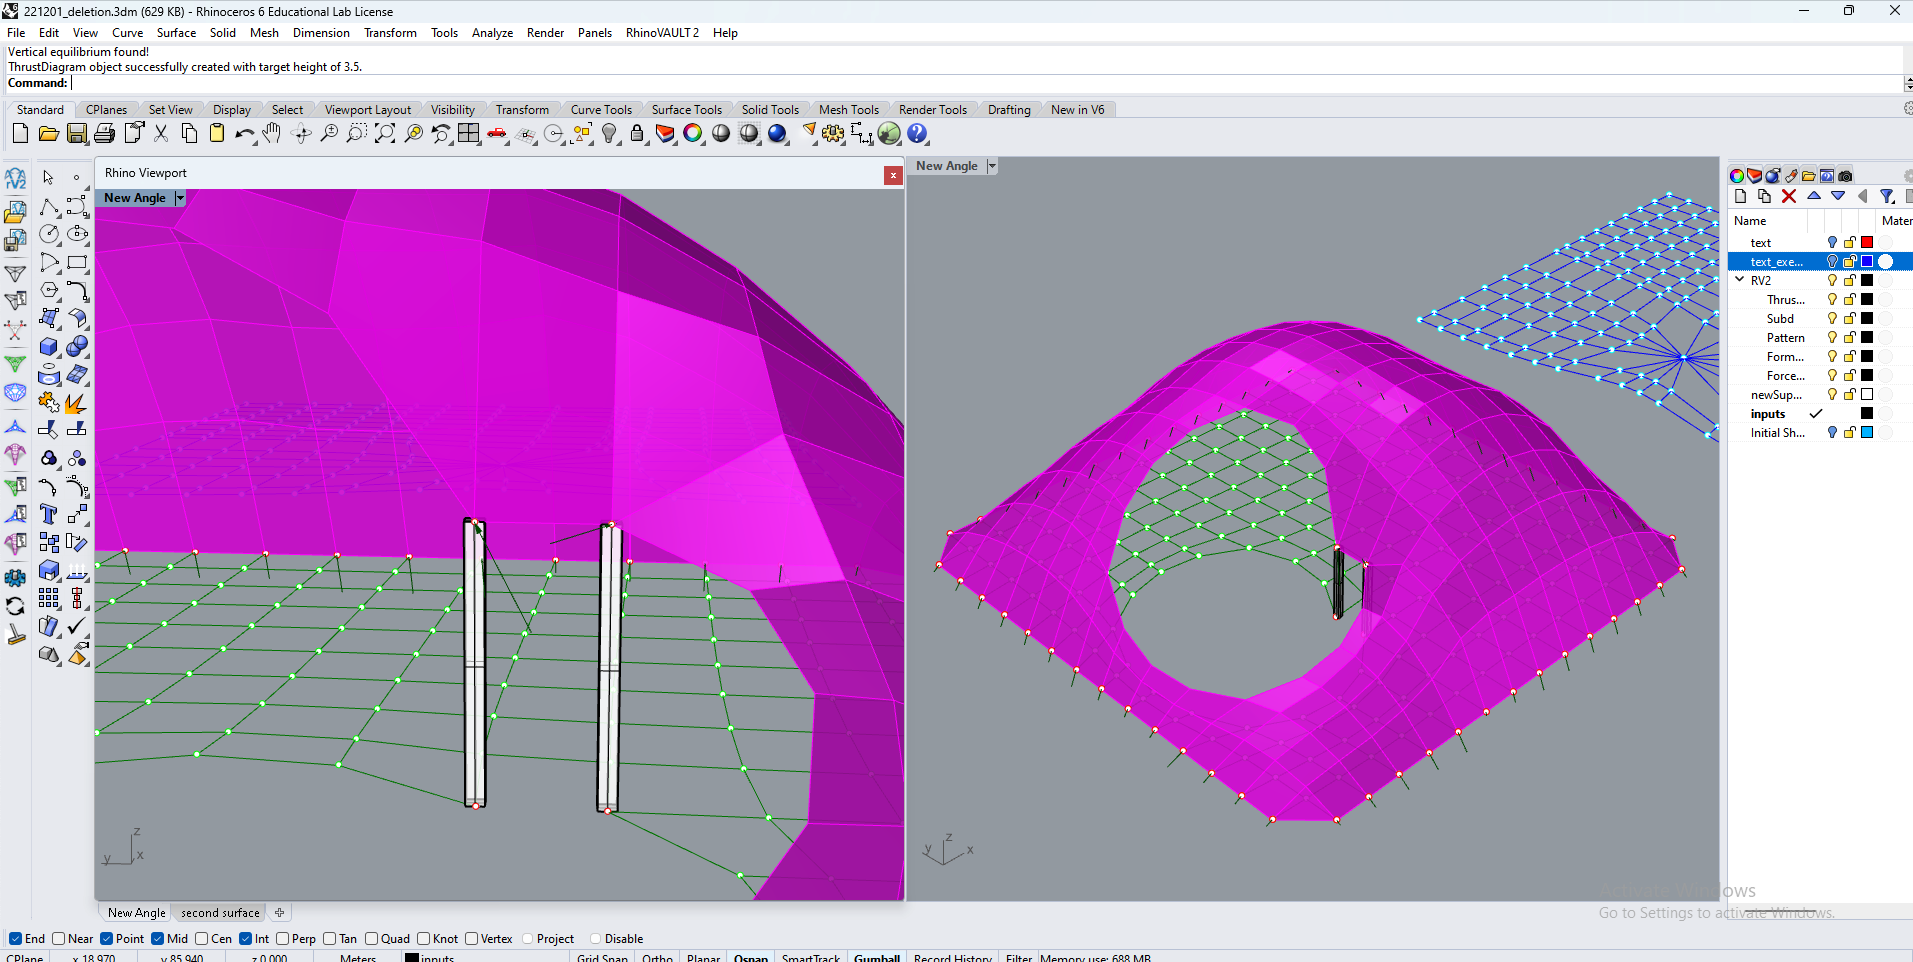 221201_deletion.3dm (629 KB) - Rhinoceros 6 Educational Lab License
File Edit View Curve Surface Solid Mesh Dimension Transform Tools Analyze Render Panels RhinoVAULT2 Help
Vertical equilibrium found!
ThrustDiagram object successfully created with target height of 3.5.
Command:
Standard CPlanes Set View Display Select Viewport Layout Visibility Transform Curve Tools Surface Tools Solid Tools Mesh Tools Render Tools Drafting New in V6
Rhino Viewport x
New Angle
New Angle
Name Mater
text
text_exe...
RV2
Thrus...
Subd
Pattern
Form...
Force...
newSup...
inputs
Initial Sh...
z
y x
z
y x
Activate Windows
Go to Settings to activate Windows.
New Angle second surface
End Near Point Mid Cen Int Perp Tan Quad Knot Vertex Project Disable
CPlane x 18.970 y 85.940 z 0.000 Meters inputs Grid Snap Ortho Planar Osnap SmartTrack Gumball Record History Filter Memory use: 688 MB